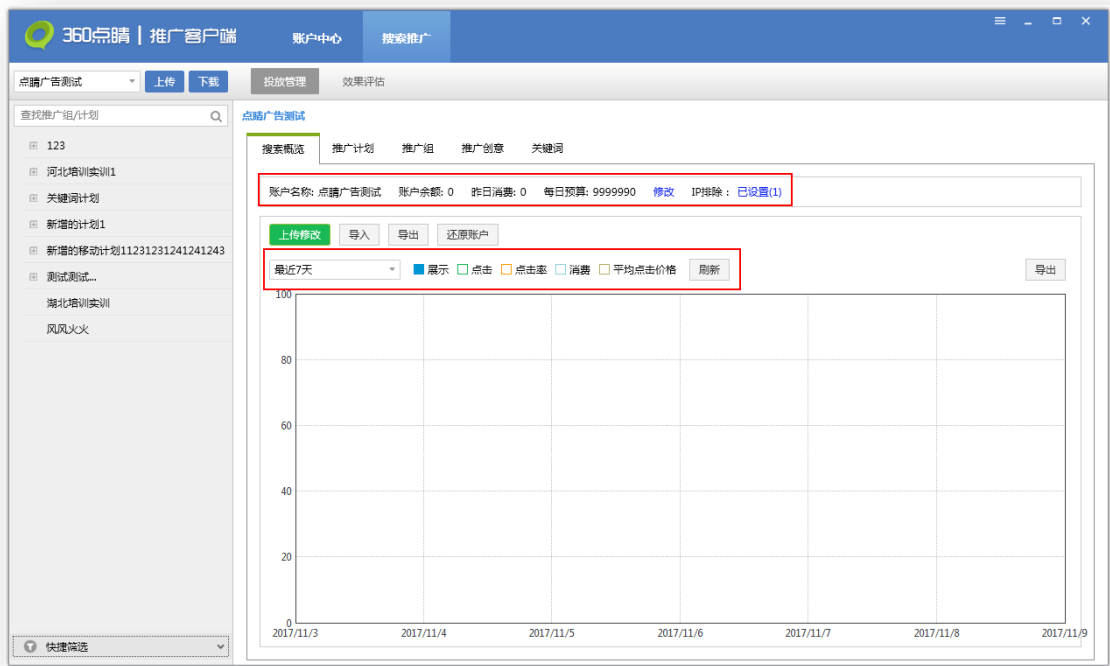 360点睛 | 推广客户端 账户中心 搜索推广
点睛广告测试 上传 下载 投放管理 效果评估
查找推广组/计划
123
河北培训实训1
关键词计划
新增的计划1
新增的移动计划11231231241241243
测试测试...
湖北培训实训
风风火火
快捷筛选
点睛广告测试
搜索概览 推广计划 推广组 推广创意 关键词
账户名称: 点睛广告测试 账户余额: 0 昨日消费: 0 每日预算: 9999990 修改 IP排除： 已设置(1)
上传修改 导入 导出 还原账户
最近7天 展示 点击 点击率 消费 平均点击价格 刷新 导出
100
80
60
40
20
0
2017/11/3 2017/11/4 2017/11/5 2017/11/6 2017/11/7 2017/11/8 2017/11/9